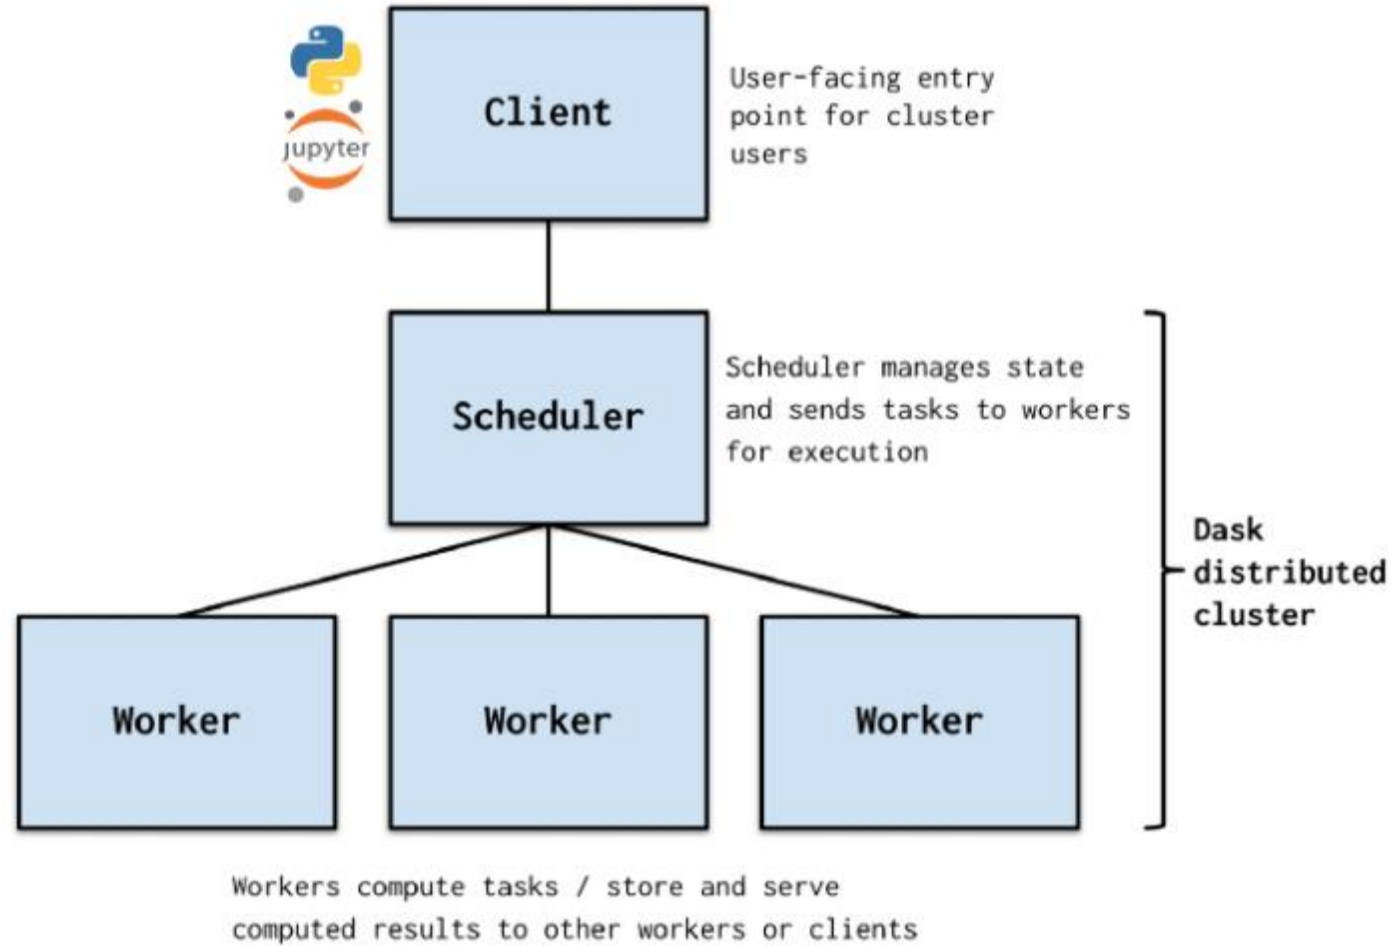 Client
User-facing entry
point for cluster
users
jupyter
Scheduler
Scheduler manages state
and sends tasks to workers
for execution
Dask
distributed
cluster
Worker
Worker
Worker
Workers compute tasks / store and serve
computed results to other workers or clients